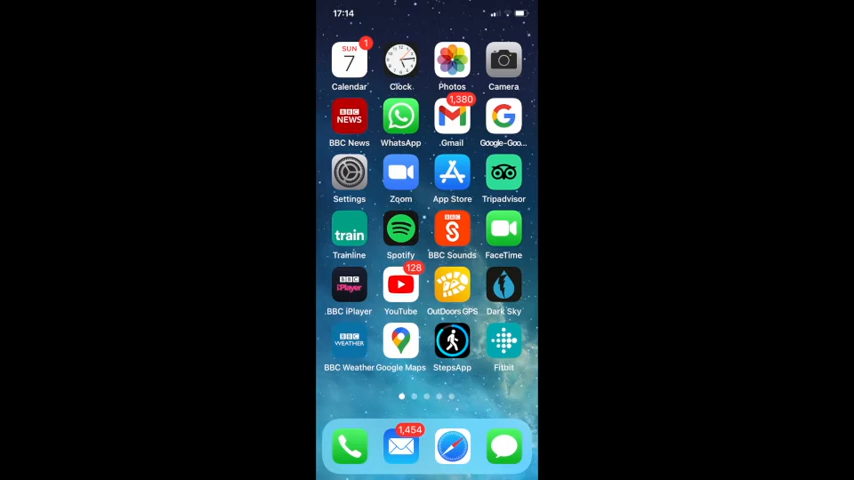 17:14
SUN 1
7
Calendar Clock Photos Camera
1,380
BBC
NEWS
BBC News WhatsApp .Gmail Google-Goo...
Settings Zoom App Store Tripadvisor
BBC
train
Trainline Spotify BBC Sounds FaceTime
128
BBC
iPlayer
.BBC iPlayer YouTube OutDoors GPS Dark Sky
BBC
WEATHER
BBC Weather Google Maps StepsApp Fitbit
1,454